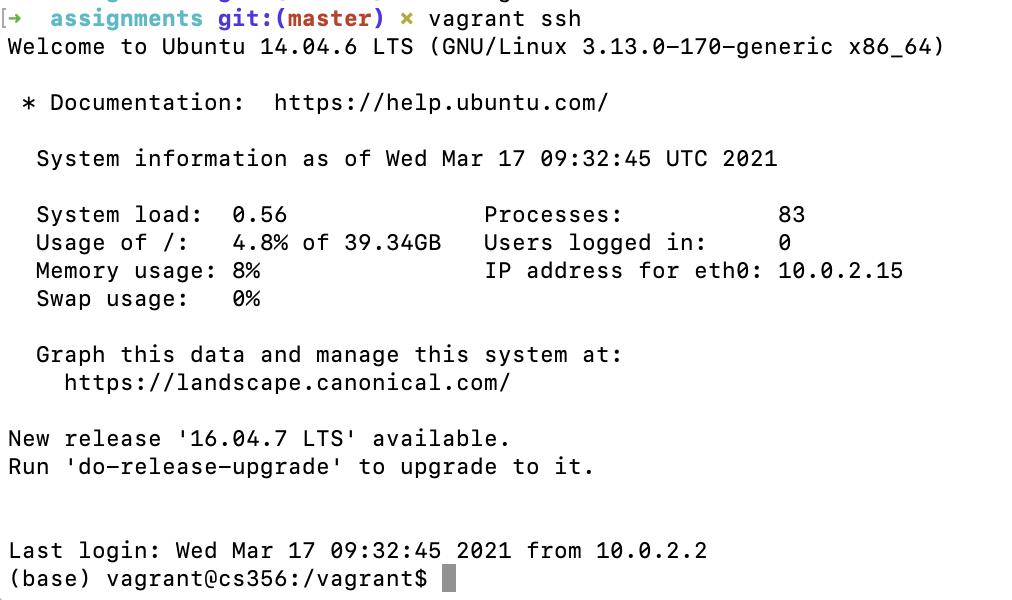 [➜  assignments git:(master) ✗ vagrant ssh
Welcome to Ubuntu 14.04.6 LTS (GNU/Linux 3.13.0-170-generic x86_64)
* Documentation:  https://help.ubuntu.com/
System information as of Wed Mar 17 09:32:45 UTC 2021
System load:  0.56              Processes:           83
Usage of /:   4.8% of 39.34GB   Users logged in:     0
Memory usage: 8%                IP address for eth0: 10.0.2.15
Swap usage:   0%
Graph this data and manage this system at:
https://landscape.canonical.com/
New release '16.04.7 LTS' available.
Run 'do-release-upgrade' to upgrade to it.
Last login: Wed Mar 17 09:32:45 2021 from 10.0.2.2
(base) vagrant@cs356:/vagrant$